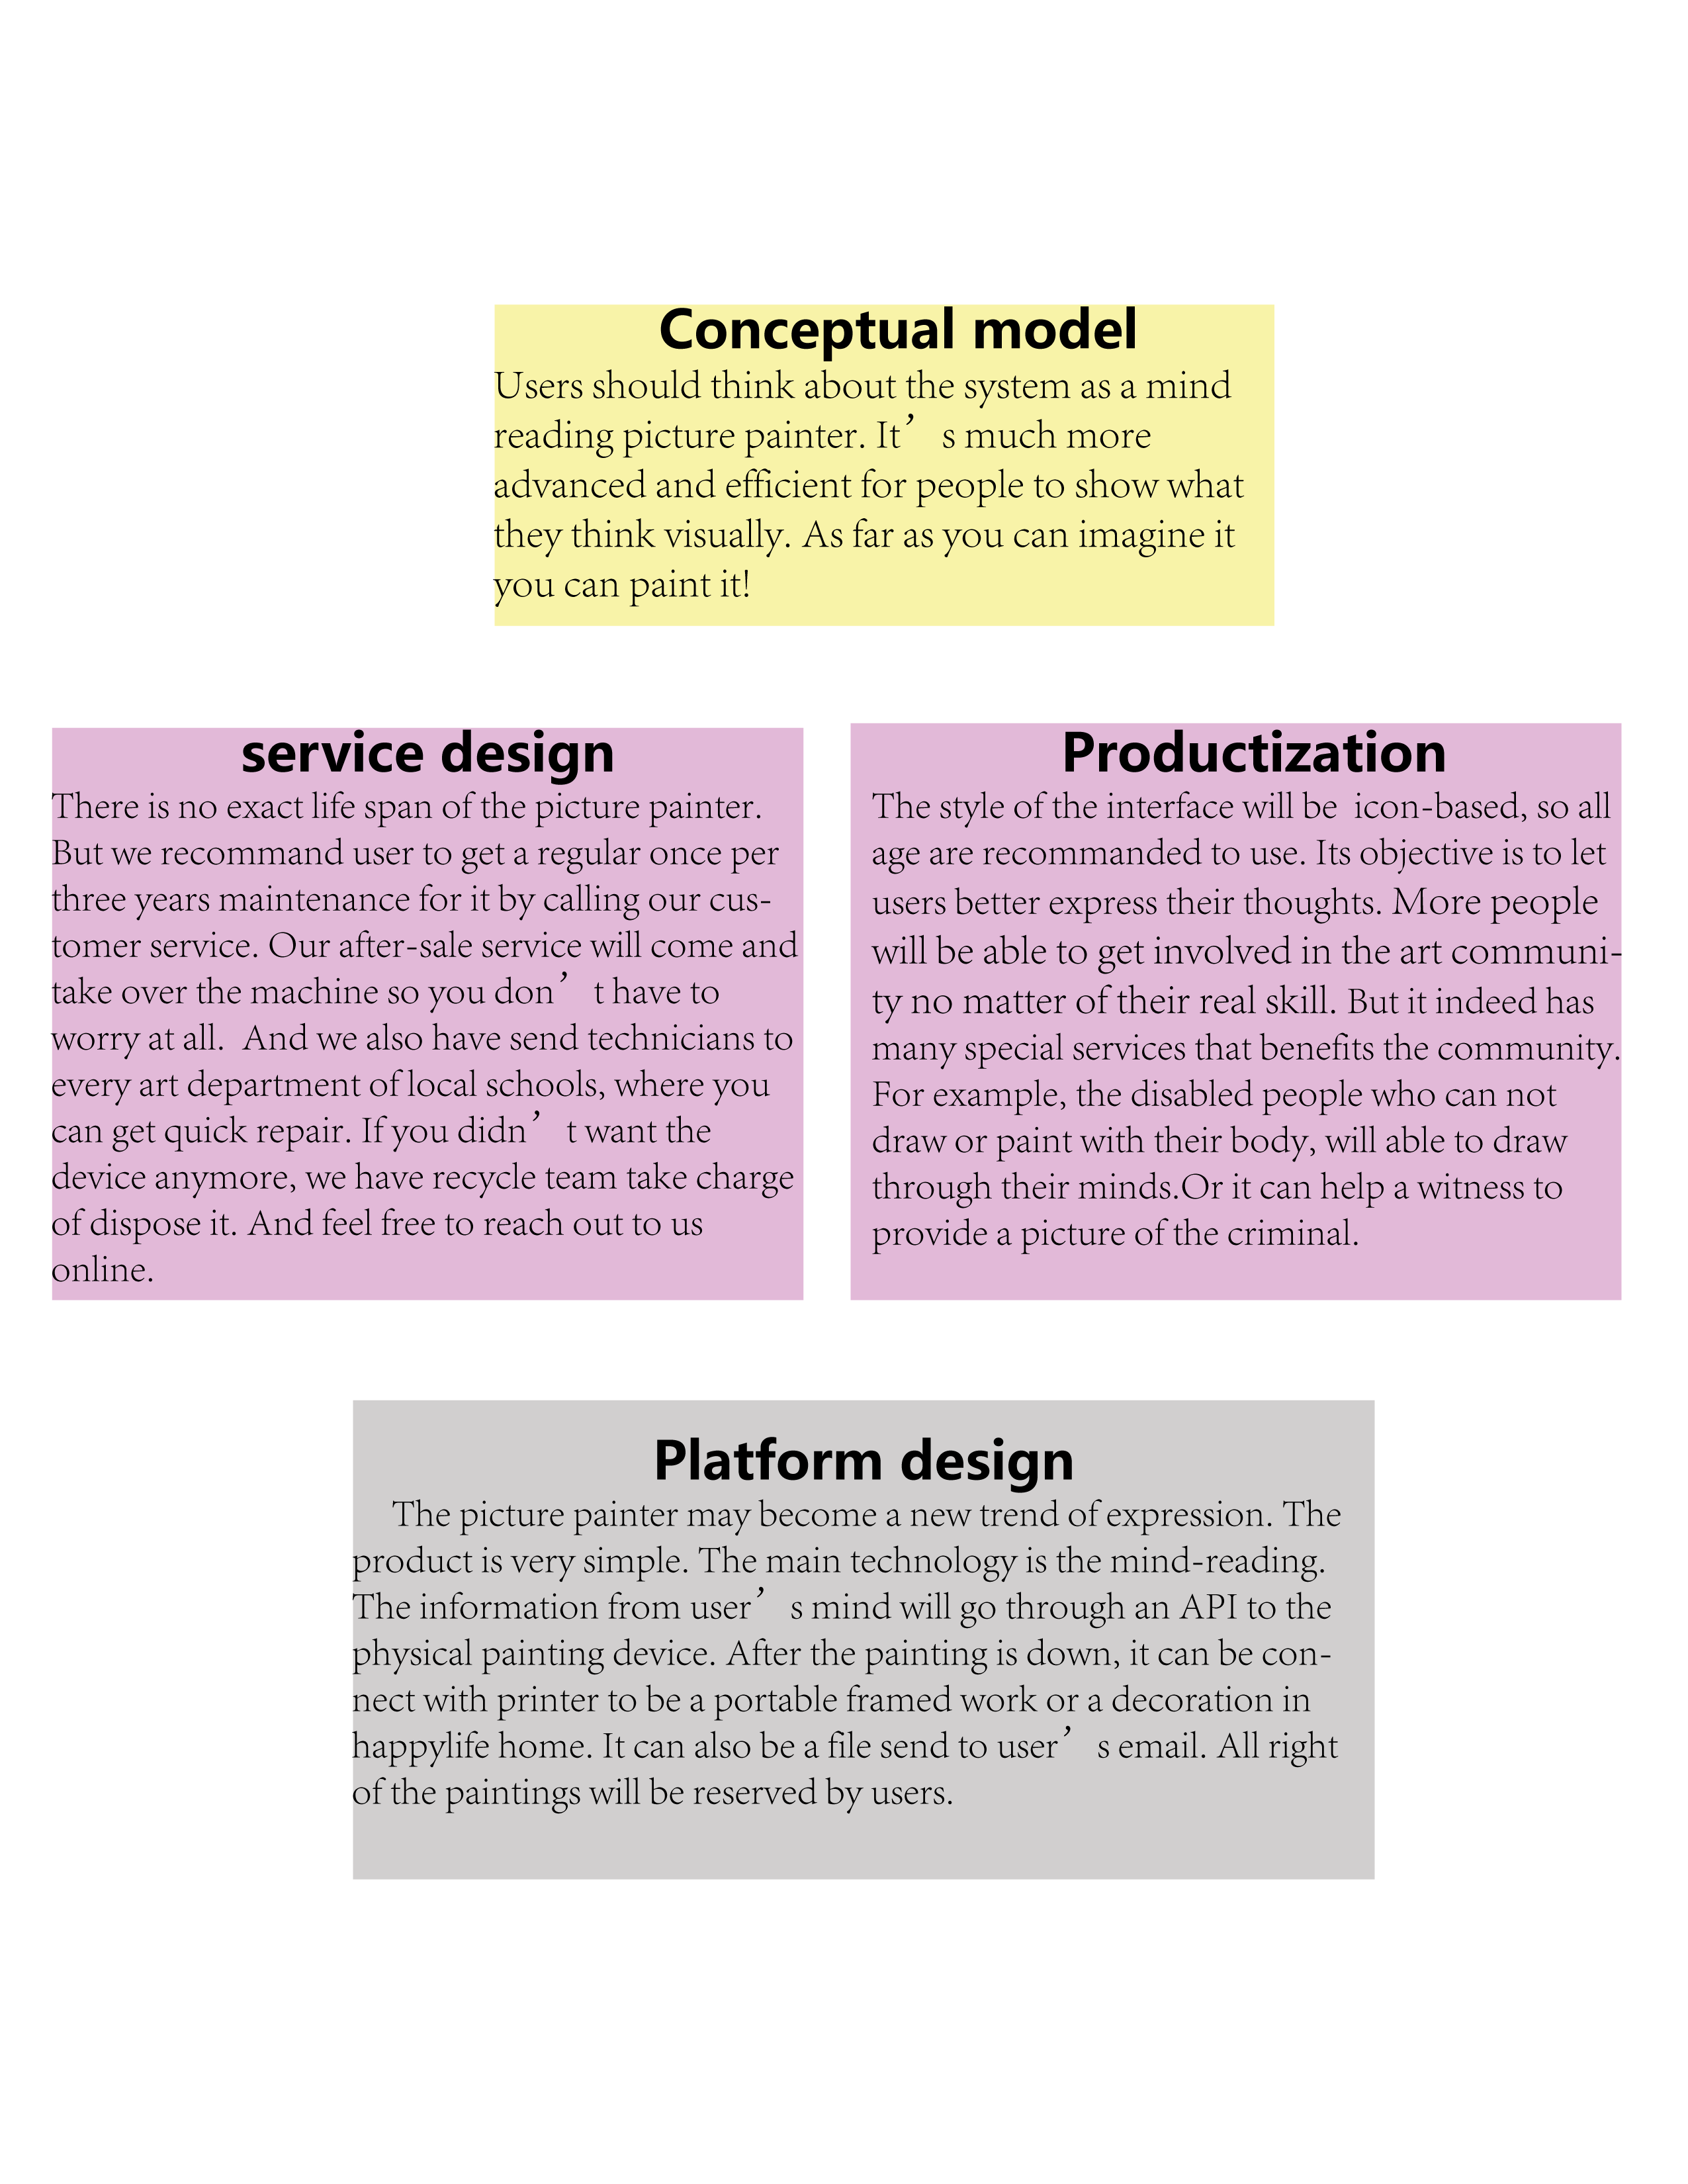 Conceptual model
Users should think about the system as a mind
reading picture painter. It’s much more
advanced and efficient for people to show what
they think visually. As far as you can imagine it
you can paint it!
service design
There is no exact life span of the picture painter.
But we recommand user to get a regular once per
three years maintenance for it by calling our cus-
tomer service. Our after-sale service will come and
take over the machine so you don’t have to
worry at all.  And we also have send technicians to
every art department of local schools, where you
can get quick repair. If you didn’t want the
device anymore, we have recycle team take charge
of dispose it. And feel free to reach out to us
online.
Productization
The style of the interface will be  icon-based, so all
age are recommanded to use. Its objective is to let
users better express their thoughts. More people
will be able to get involved in the art communi-
ty no matter of their real skill. But it indeed has
many special services that benefits the community.
For example, the disabled people who can not
draw or paint with their body, will able to draw
through their minds.Or it can help a witness to
provide a picture of the criminal.
Platform design
The picture painter may become a new trend of expression. The
product is very simple. The main technology is the mind-reading.
The information from user’s mind will go through an API to the
physical painting device. After the painting is down, it can be con-
nect with printer to be a portable framed work or a decoration in
happylife home. It can also be a file send to user’s email. All right
of the paintings will be reserved by users.